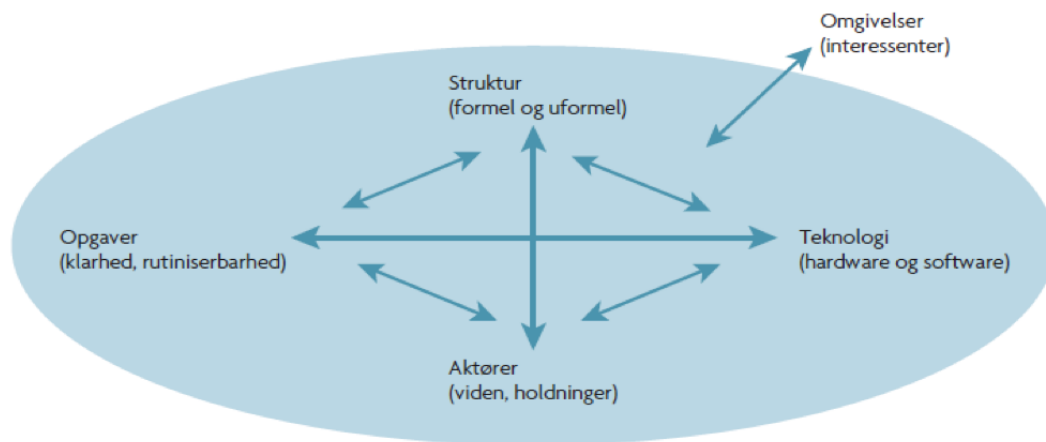 Omgivelser
(interessenter)
Struktur
(formel og uformel)
Opgaver
(klarhed, rutiniserbarhed)
Teknologi
(hardware og software)
Aktører
(viden, holdninger)